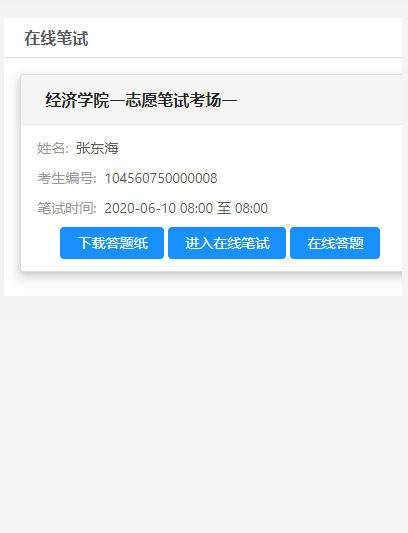 在线笔试
经济学院一志愿笔试考场一
姓名: 张东海
考生编号: 104560750000008
笔试时间: 2020-06-10 08:00 至 08:00
下载答题纸 进入在线笔试 在线答题